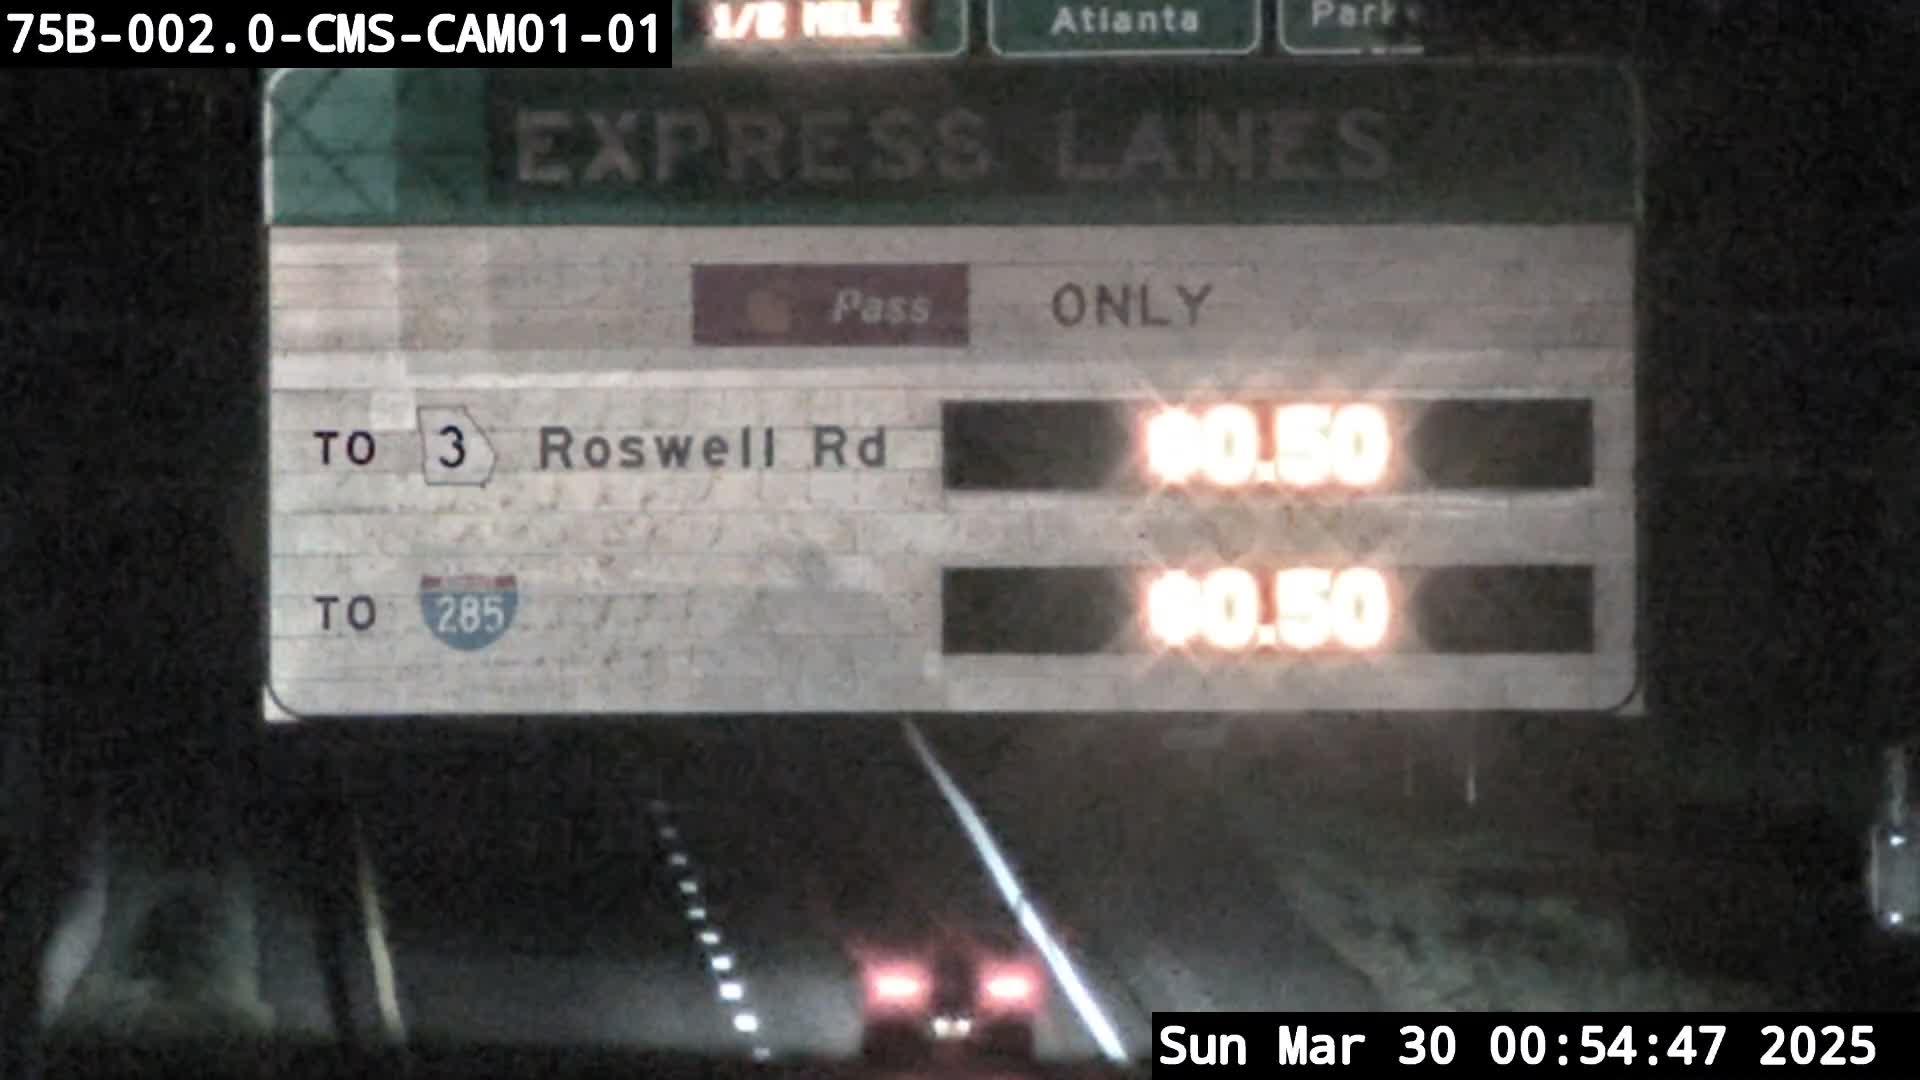 75B-002.0-CMS-CAM01-01
1/2 MILE
Atlanta
EXPRESS LANES
Pass ONLY
TO 3 Roswell Rd $0.50
TO 285 $0.50
Sun Mar 30 00:54:47 2025